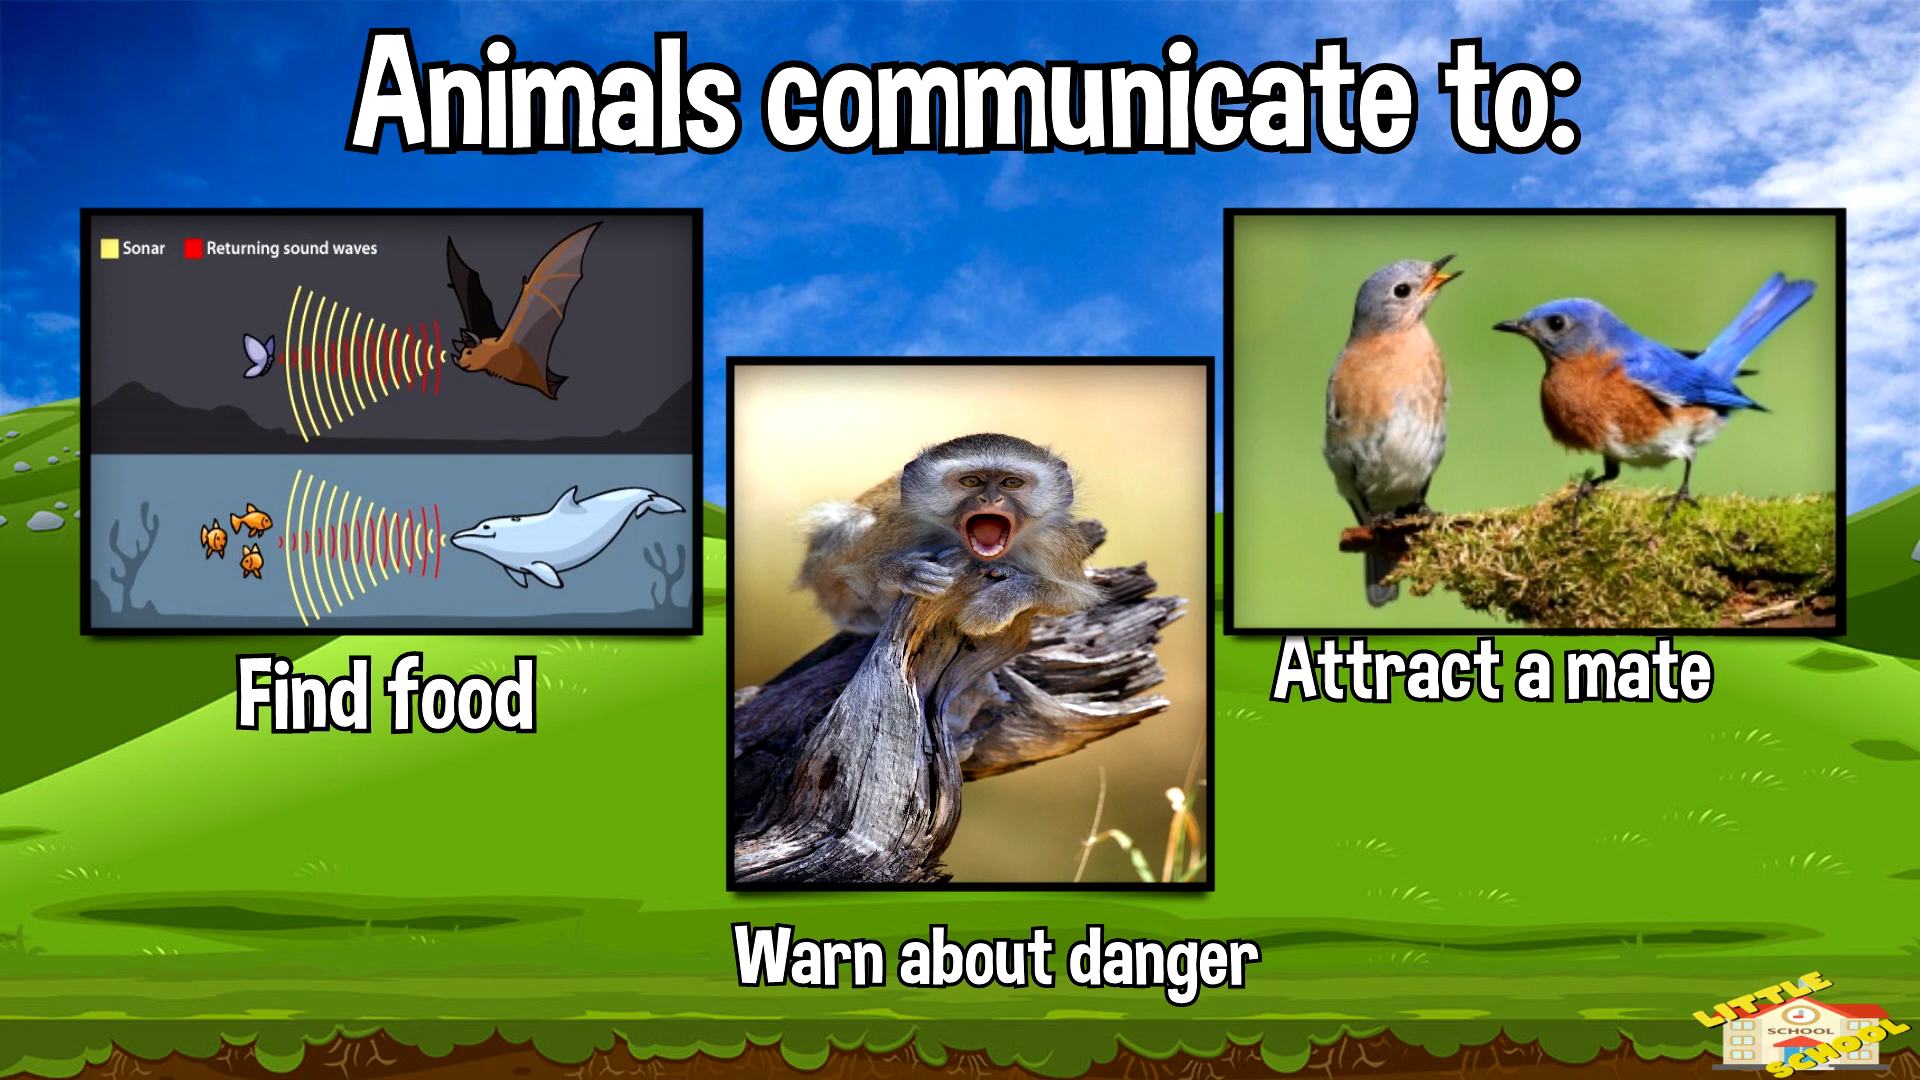 Animals communicate to:
Sonar Returning sound waves
Find food
Attract a mate
Warn about danger
LITTLE
SCHOOL
SCHOOL